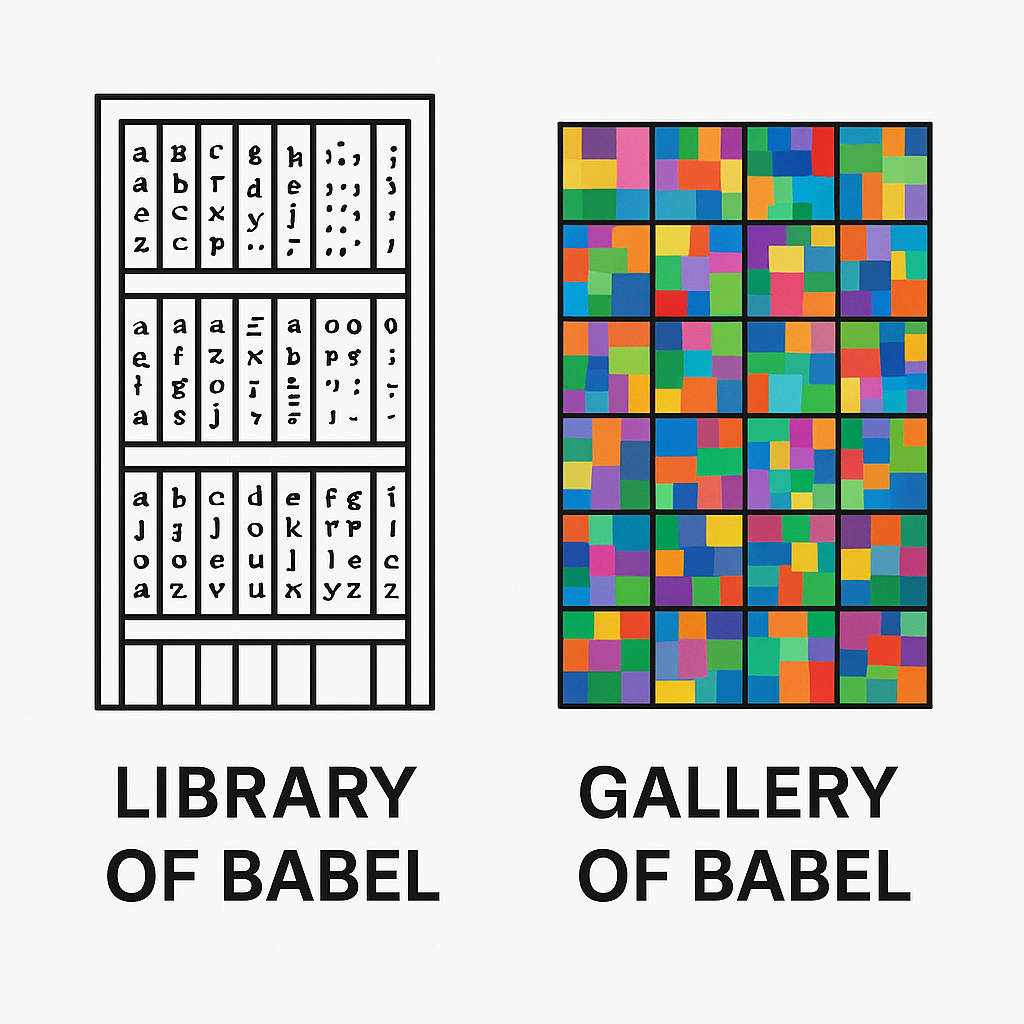 a B c g h ;
a b r d e
e c x y j
z c p ..
a a a a o o o
e f z x b p g ;
g o :
a s j
a b c d e f g
J J o k r p
o o e u l e c
a z v u x y z z
LIBRARY
OF BABEL
GALLERY
OF BABEL